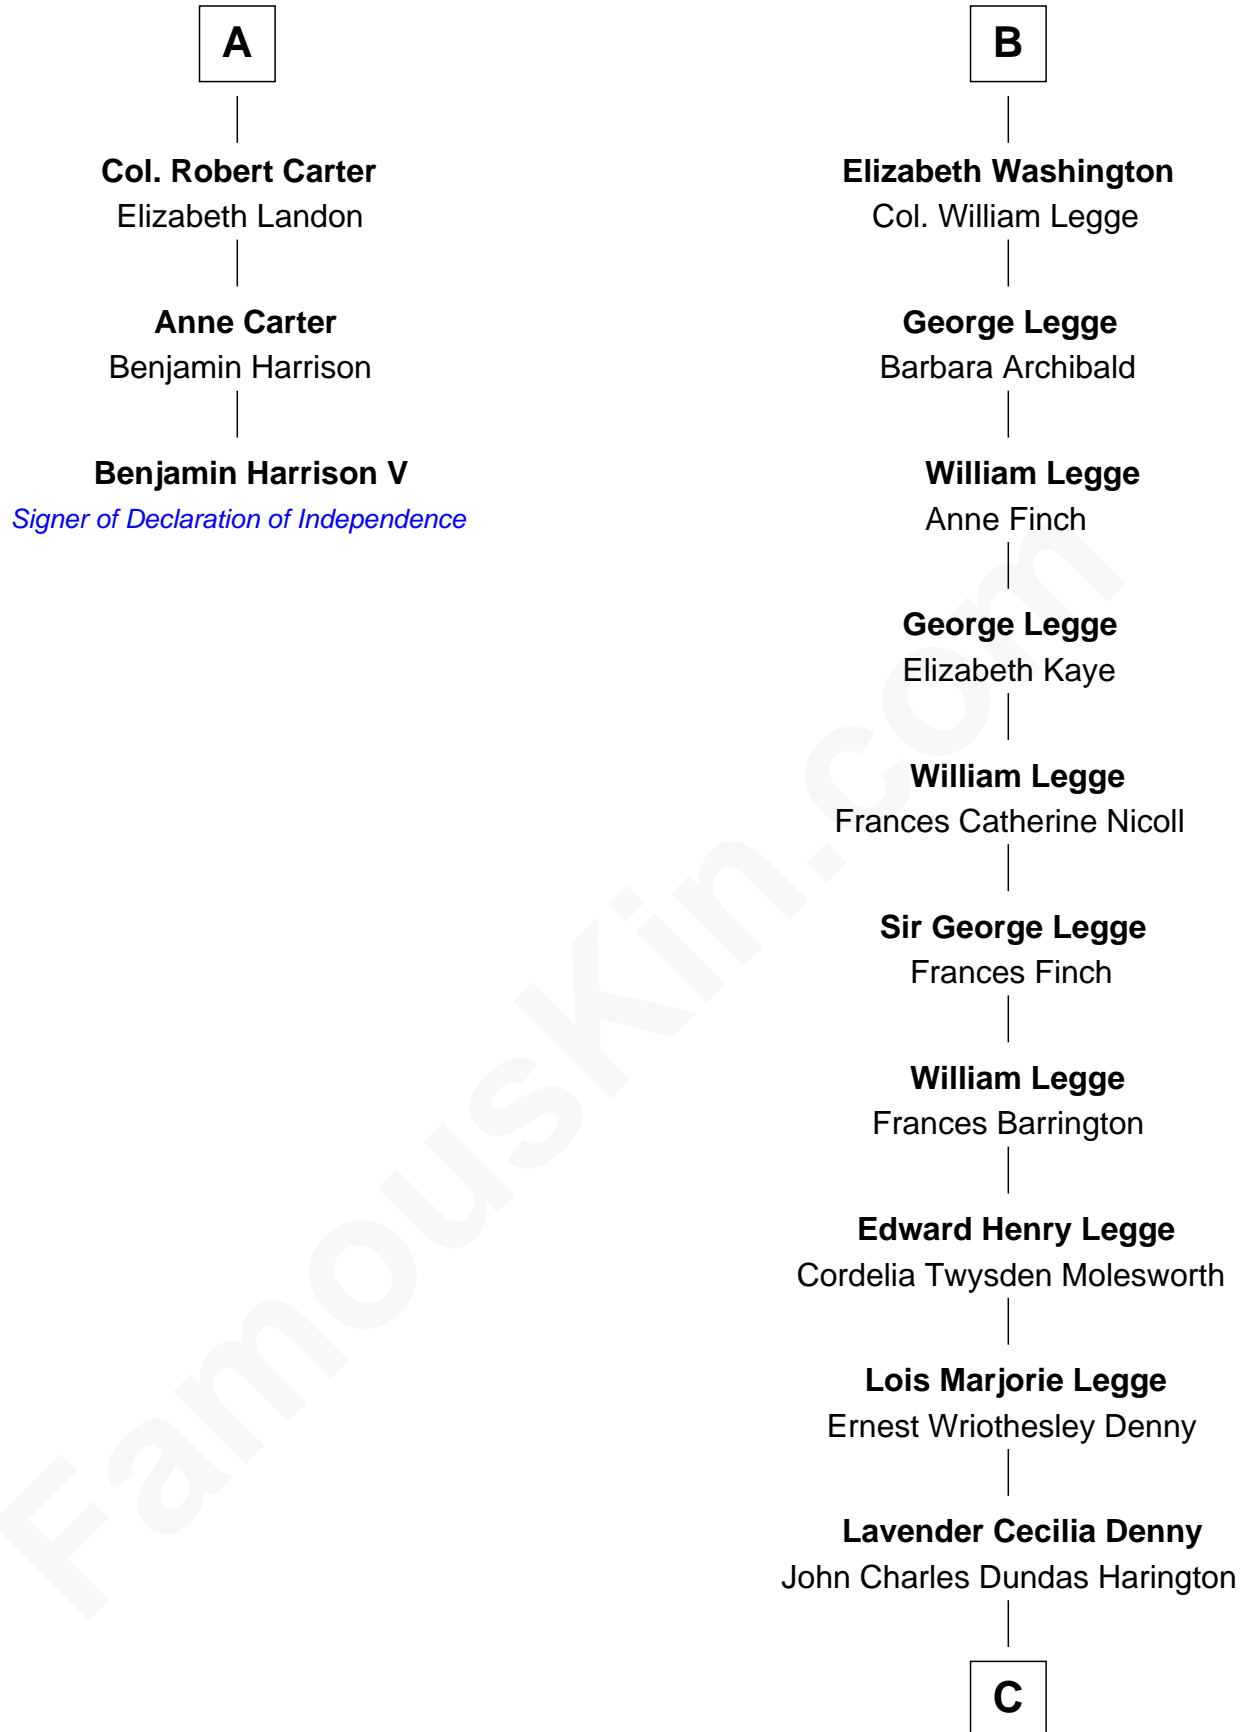 A
Col. Robert Carter
Elizabeth Landon
Anne Carter
Benjamin Harrison
Benjamin Harrison V
Signer of Declaration of Independence
B
Elizabeth Washington
Col. William Legge
George Legge
Barbara Archibald
William Legge
Anne Finch
George Legge
Elizabeth Kaye
William Legge
Frances Catherine Nicoll
Sir George Legge
Frances Finch
William Legge
Frances Barrington
Edward Henry Legge
Cordelia Twysden Molesworth
Lois Marjorie Legge
Ernest Wriothesley Denny
Lavender Cecilia Denny
John Charles Dundas Harington
C
FamousKin.com